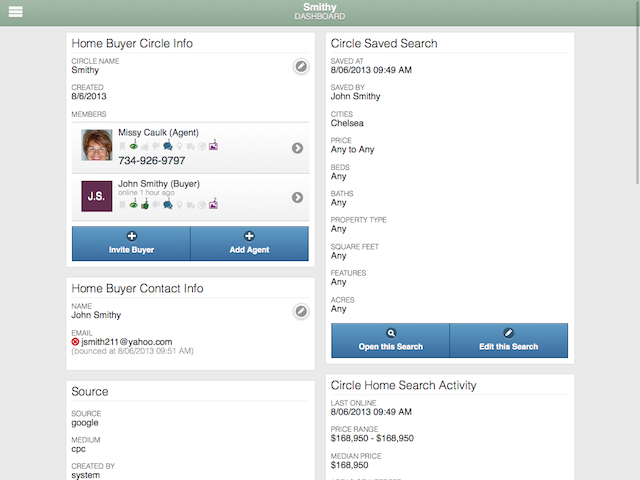 Smithy
DASHBOARD
Home Buyer Circle Info
CIRCLE NAME
Smithy
CREATED
8/6/2013
MEMBERS
Missy Caulk (Agent)
734-926-9797
J.S.
John Smithy (Buyer)
online 1 hour ago
Invite Buyer
Add Agent
Home Buyer Contact Info
NAME
John Smithy
EMAIL
jsmith211@yahoo.com
(bounced at 8/06/2013 09:51 AM)
Source
SOURCE
google
MEDIUM
cpc
CREATED BY
system
Circle Saved Search
SAVED AT
8/06/2013 09:49 AM
SAVED BY
John Smithy
CITIES
Chelsea
PRICE
Any to Any
BEDS
Any
BATHS
Any
PROPERTY TYPE
Any
SQUARE FEET
Any
FEATURES
Any
ACRES
Any
Open this Search
Edit this Search
Circle Home Search Activity
LAST ONLINE
8/06/2013 09:49 AM
PRICE RANGE
$168,950 - $168,950
MEDIAN PRICE
$168,950